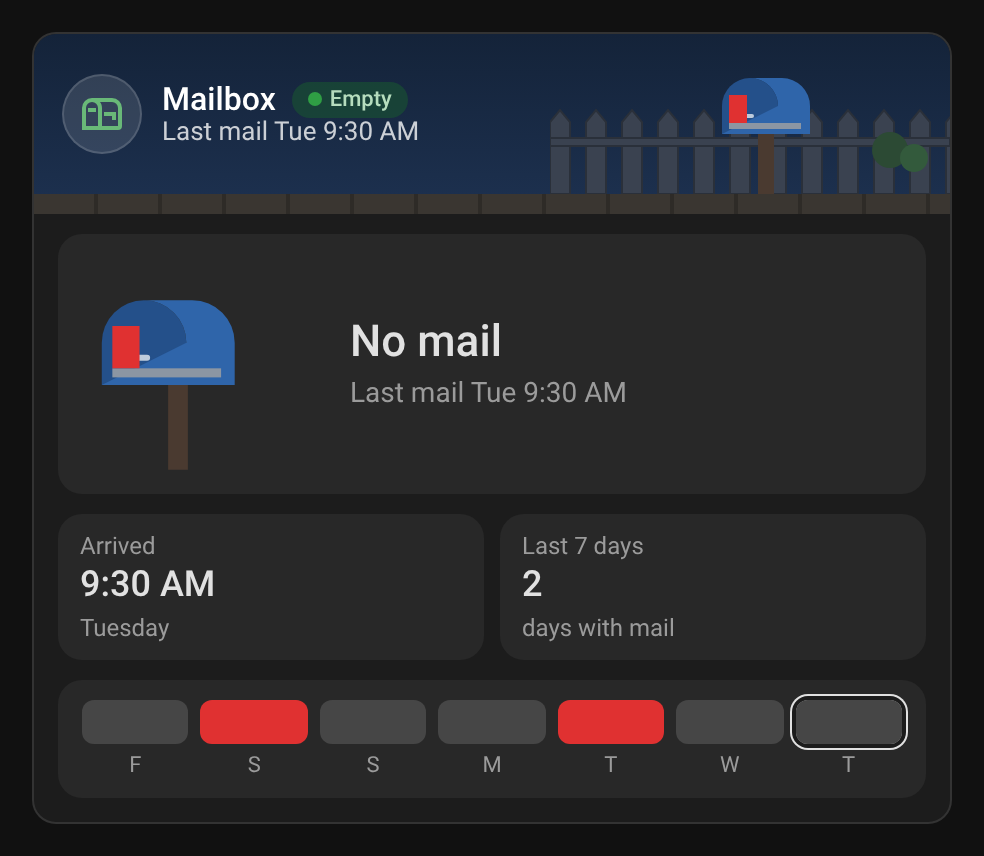 Mailbox
Empty
Last mail Tue 9:30 AM
No mail
Last mail Tue 9:30 AM
Arrived
9:30 AM
Tuesday
Last 7 days
2
days with mail
F S S M T W T